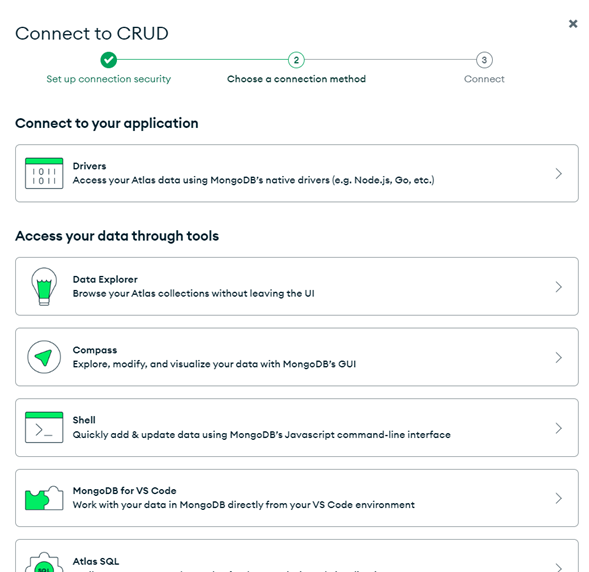 Connect to CRUD
2
3
Set up connection security
Choose a connection method
Connect
Connect to your application
Drivers
Access your Atlas data using MongoDB's native drivers (e.g. Node.js, Go, etc.)
Access your data through tools
Data Explorer
Browse your Atlas collections without leaving the UI
Compass
Explore, modify, and visualize your data with MongoDB's GUI
Shell
Quickly add & update data using MongoDB's Javascript command-line interface
MongoDB for VS Code
Work with your data in MongoDB directly from your VS Code environment
Atlas SQL